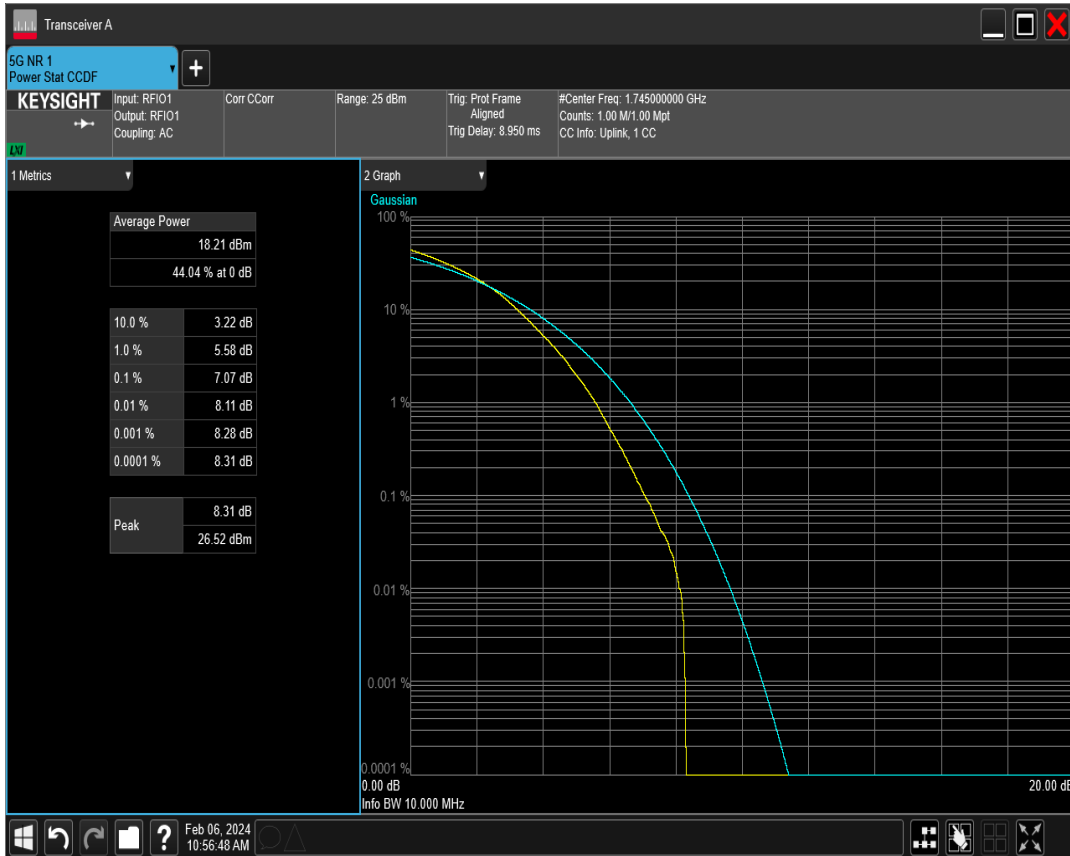 Transceiver A
5G NR 1
Power Stat CCDF
KEYSIGHT
LXI
Input: RFIO1
Output: RFIO1
Coupling: AC
Corr CCorr
Range: 25 dBm
Trig: Prot Frame
Aligned
Trig Delay: 8.950 ms
#Center Freq: 1.745000000 GHz
Counts: 1.00 M/1.00 Mpt
CC Info: Uplink, 1 CC
1 Metrics
Average Power
18.21 dBm
44.04 % at 0 dB
10.0 % 3.22 dB
1.0 % 5.58 dB
0.1 % 7.07 dB
0.01 % 8.11 dB
0.001 % 8.28 dB
0.0001 % 8.31 dB
Peak
8.31 dB
26.52 dBm
2 Graph
Gaussian
100 %
10 %
1 %
0.1 %
0.01 %
0.001 %
0.0001 %
0.00 dB 20.00 dB
Info BW 10.000 MHz
?
Feb 06, 2024
10:56:48 AM